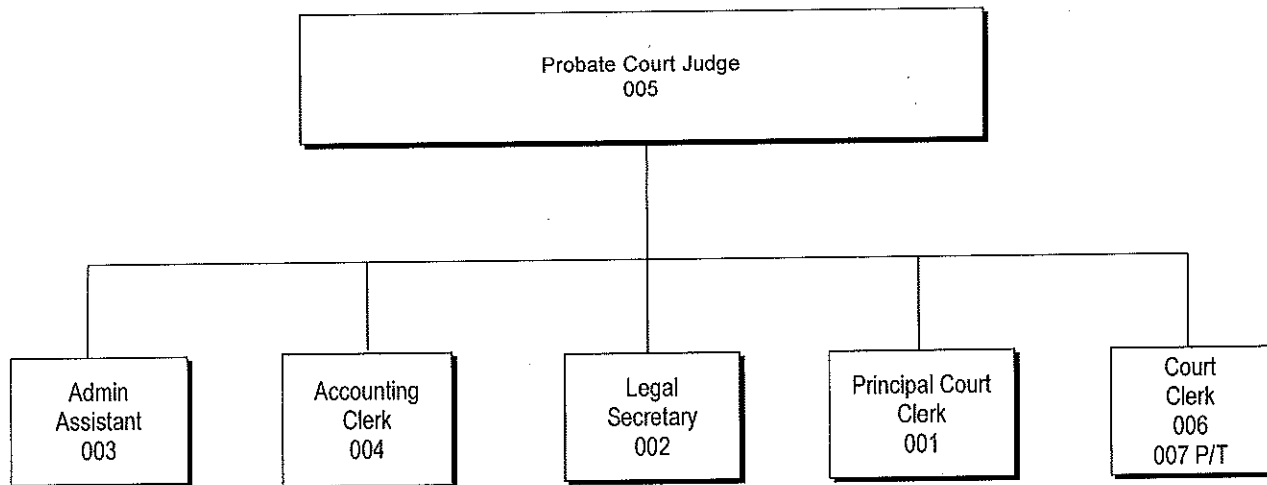 Probate Court Judge
005
Admin
Assistant
003
Accounting
Clerk
004
Legal
Secretary
002
Principal Court
Clerk
001
Court
Clerk
006
007 P/T